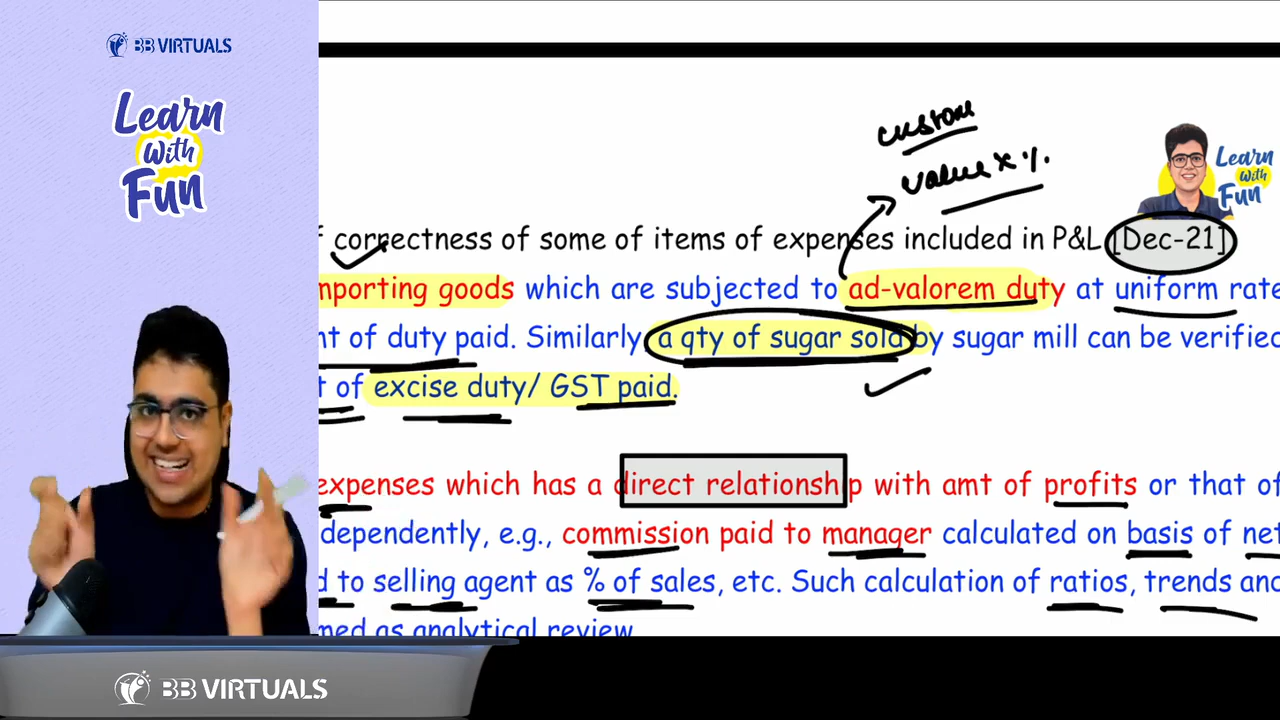 BB VIRTUALS
Learn
With
Fun
custom
value x %.
Learn
With
Fun
f correctness of some of items of expenses included in P&L [Dec-21]
mporting goods which are subjected to ad-valorem duty at uniform rate
nt of duty paid. Similarly a qty of sugar sold by sugar mill can be verified
t of excise duty/ GST paid.
expenses which has a direct relationship with amt of profits or that of
dependently, e.g., commission paid to manager calculated on basis of net
d to selling agent as % of sales, etc. Such calculation of ratios, trends and
med as analytical review
BB VIRTUALS